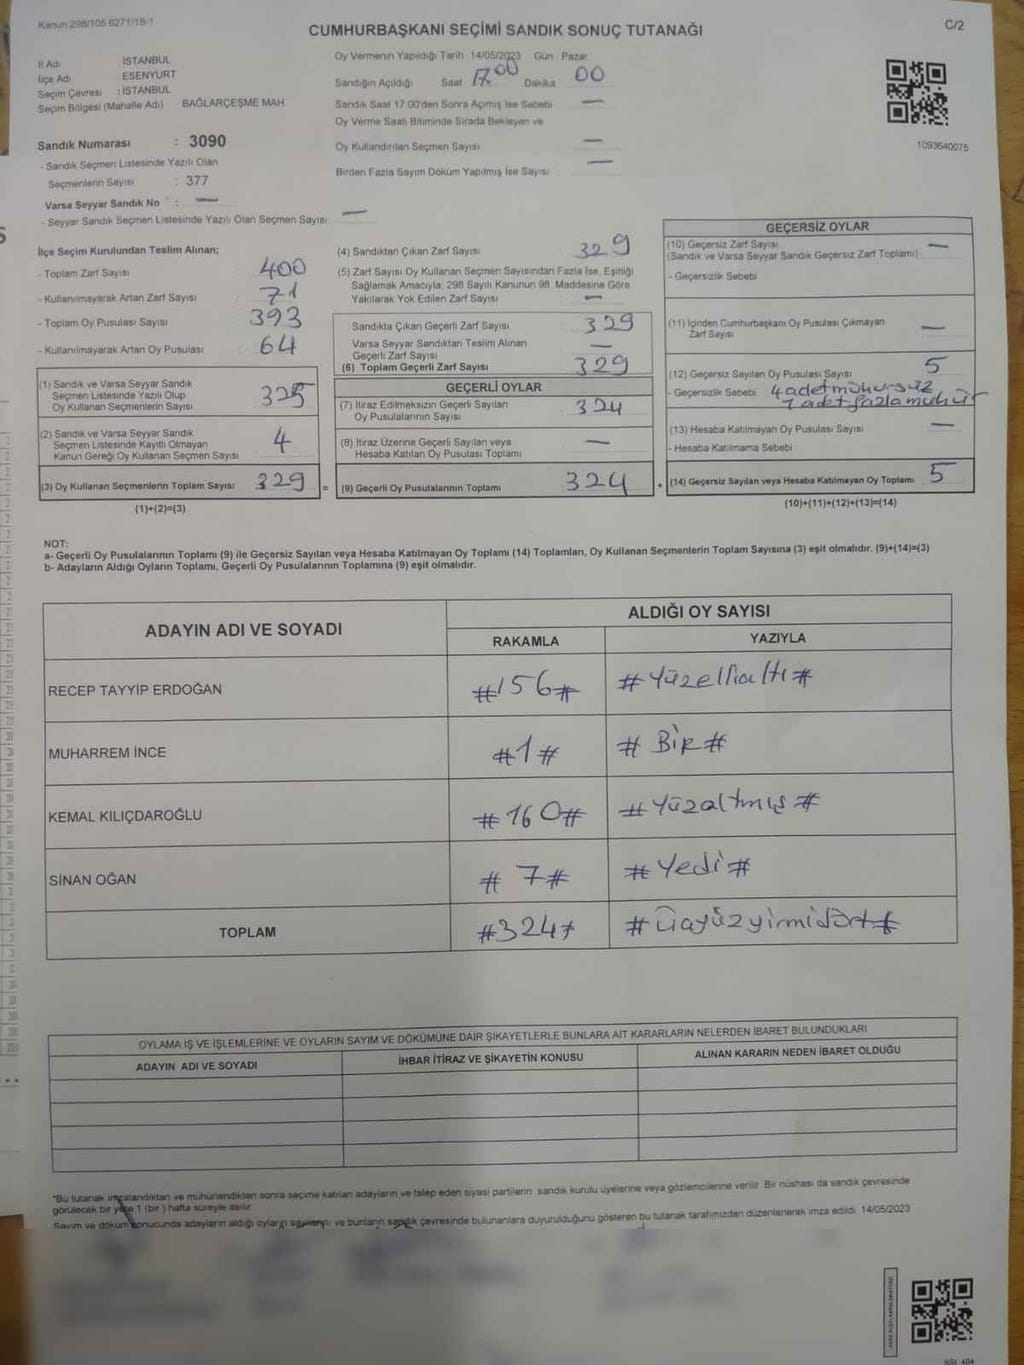 Kanun 298/105 6271/18-1
C/2
CUMHURBAŞKANI SEÇİMİ SANDIK SONUÇ TUTANAĞI
İl Adı İSTANBUL
İlçe Adı ESENYURT
Seçim Çevresi : İSTANBUL
Seçim Bölgesi (Mahalle Adı) BAĞLARÇEŞME MAH
Sandık Numarası : 3090
- Sandık Seçmen Listesinde Yazılı Olan
Seçmenlerin Sayısı : 377
Varsa Seyyar Sandık No : —
- Seyyar Sandık Seçmen Listesinde Yazılı Olan Seçmen Sayısı —
Oy Vermenin Yapıldığı Tarih 14/05/2023 Gün : Pazar
Sandığın Açıldığı Saat 17.00 Dakika 00
Sandık Saat 17.00'den Sonra Açımış İse Sebebi —
Oy Verme Saati Bitiminde Sırada Bekleyen ve
Oy Kullandırılan Seçmen Sayısı —
Birden Fazla Sayım Döküm Yapılmış İse Sayısı —
1093640075
İlçe Seçim Kurulundan Teslim Alınan;
- Toplam Zarf Sayısı 400
- Kullanılmayarak Artan Zarf Sayısı 71
- Toplam Oy Pusulası Sayısı 393
- Kullanılmayarak Artan Oy Pusulası 64
(1) Sandık ve Varsa Seyyar Sandık
Seçmen Listesinde Yazılı Olup
Oy Kullanan Seçmenlerin Sayısı 325
(2) Sandık ve Varsa Seyyar Sandık
Seçmen Listesinde Kayıtlı Olmayan
Kanun Gereği Oy Kullanan Seçmen Sayısı 4
(3) Oy Kullanan Seçmenlerin Toplam Sayısı 329 =
(1)+(2)=(3)
(4) Sandıktan Çıkan Zarf Sayısı 329
(5) Zarf Sayısı Oy Kullanan Seçmen Sayısından Fazla İse, Eşitliği
Sağlamak Amacıyla; 298 Sayılı Kanunun 98. Maddesine Göre
Yakılarak Yok Edilen Zarf Sayısı —
Sandıkta Çıkan Geçerli Zarf Sayısı 329
Varsa Seyyar Sandıktan Teslim Alınan
Geçerli Zarf Sayısı —
(6) Toplam Geçerli Zarf Sayısı 329
GEÇERLİ OYLAR
(7) İtiraz Edilmeksizin Geçerli Sayılan
Oy Pusulalarının Sayısı 324
(8) İtiraz Üzerine Geçerli Sayılan veya
Hesaba Katılan Oy Pusulası Toplamı —
(9) Geçerli Oy Pusulalarının Toplamı 324 +
GEÇERSİZ OYLAR
(10) Geçersiz Zarf Sayısı —
(Sandık ve Varsa Seyyar Sandık Geçersiz Zarf Toplamı)
- Geçersizlik Sebebi
(11) İçinden Cumhurbaşkanı Oy Pusulası Çıkmayan
Zarf Sayısı —
(12) Geçersiz Sayılan Oy Pusulası Sayısı 5
- Geçersizlik Sebebi 4 adet mühürsüz
1 adet fazla mühür
(13) Hesaba Katılmayan Oy Pusulası Sayısı —
- Hesaba Katılmama Sebebi
(14) Geçersiz Sayılan veya Hesaba Katılmayan Oy Toplamı 5
(10)+(11)+(12)+(13)=(14)
NOT:
a- Geçerli Oy Pusulalarının Toplamı (9) ile Geçersiz Sayılan veya Hesaba Katılmayan Oy Toplamı (14) Toplamları, Oy Kullanan Seçmenlerin Toplam Sayısına (3) eşit olmalıdır. (9)+(14)=(3)
b- Adayların Aldığı Oyların Toplamı, Geçerli Oy Pusulalarının Toplamına (9) eşit olmalıdır.
ADAYIN ADI VE SOYADI ALDIĞI OY SAYISI
RAKAMLA YAZIYLA
RECEP TAYYİP ERDOĞAN #156# #Yüzellialtı#
MUHARREM İNCE #1# #BİR#
KEMAL KILIÇDAROĞLU #160# #Yüzaltmış#
SİNAN OĞAN #7# #Yedi#
TOPLAM #324# #Üçyüzyirmidört#
OYLAMA İŞ VE İŞLEMLERİNE VE OYLARIN SAYIM VE DÖKÜMÜNE DAİR ŞİKAYETLERLE BUNLARA AİT KARARLARIN NELERDEN İBARET BULUNDUKLARI
ADAYIN ADI VE SOYADI İHBAR İTİRAZ VE ŞİKAYETİN KONUSU ALINAN KARARIN NEDEN İBARET OLDUĞU
*Bu tutanak imzalandıktan ve mühürlendikten sonra seçime katılan adayların ve talep eden siyasi partilerin sandık kurulu üyelerine veya gözlemcilerine verilir. Bir nüshası da sandık çevresinde
görülecek bir yere 1 (bir) hafta süreyle asılır
Sayım ve döküm sonucunda adayların aldığı oyların sayılarını ve bunların sandık çevresinde bulunanlara duyurulduğunu gösteren bu tutanak tarafımızdan düzenlenerek imza edildi. 14/05/2023